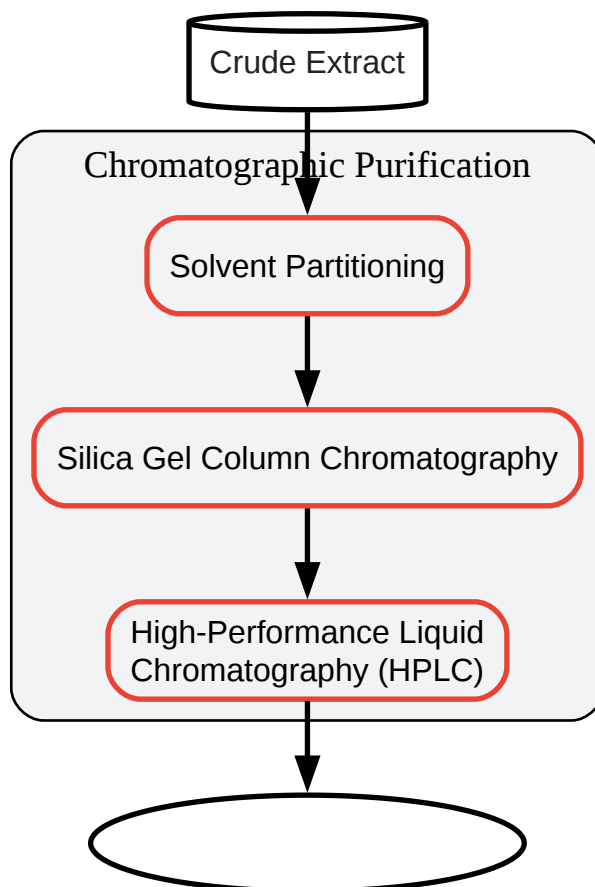 Crude Extract
Chromatographic Purification
Solvent Partitioning
Silica Gel Column Chromatography
High-Performance Liquid
Chromatography (HPLC)